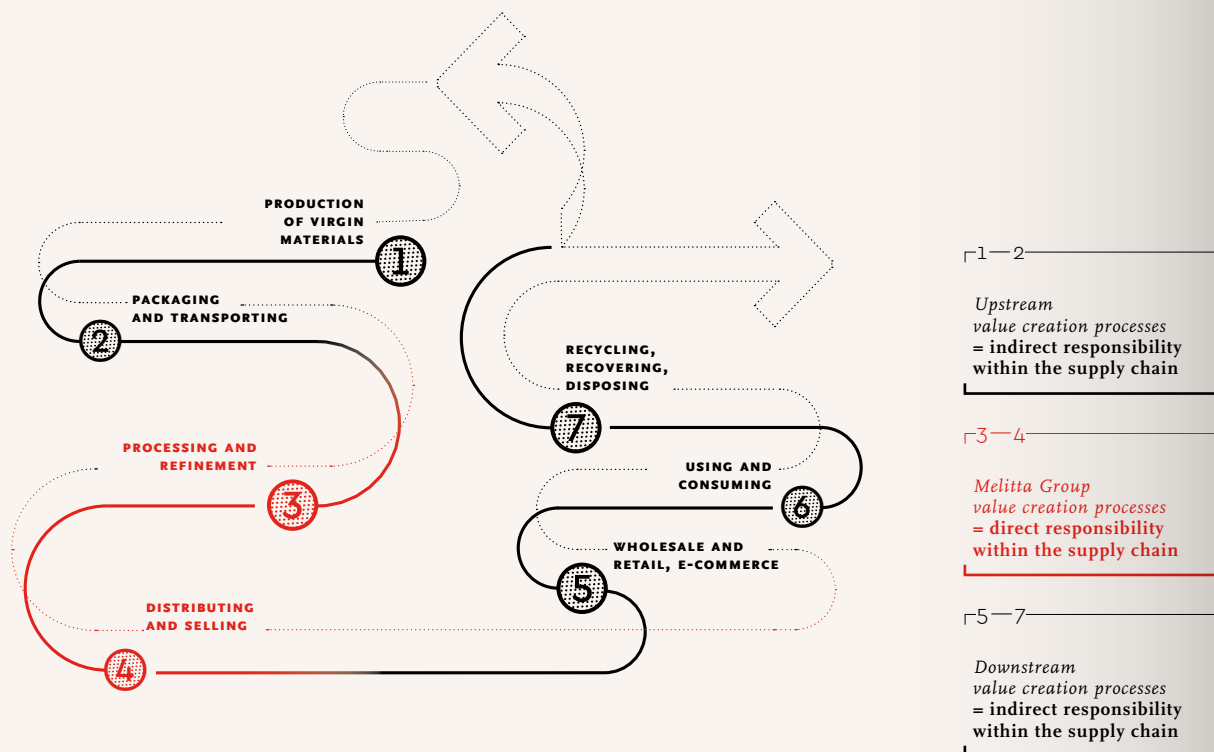 PRODUCTION
OF VIRGIN
MATERIALS
1
PACKAGING
AND TRANSPORTING
2
PROCESSING AND
REFINEMENT
3
DISTRIBUTING
AND SELLING
4
WHOLESALE AND
RETAIL, E-COMMERCE
5
USING AND
CONSUMING
6
RECYCLING,
RECOVERING,
DISPOSING
7
1—2
Upstream
value creation processes
= indirect responsibility
within the supply chain
3—4
Melitta Group
value creation processes
= direct responsibility
within the supply chain
5—7
Downstream
value creation processes
= indirect responsibility
within the supply chain